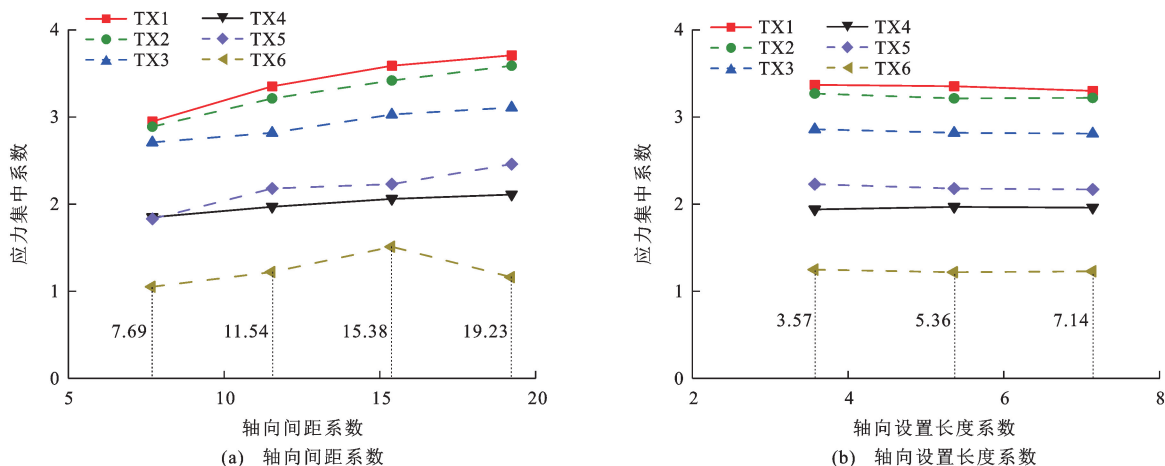 4
3
2
1
0
应力集中系数
TX1
TX2
TX3
TX4
TX5
TX6
7.69
11.54
15.38
19.23
5
10
15
20
轴向间距系数
(a) 轴向间距系数
4
3
2
1
0
应力集中系数
TX1
TX2
TX3
TX4
TX5
TX6
3.57
5.36
7.14
2
4
6
8
轴向设置长度系数
(b) 轴向设置长度系数